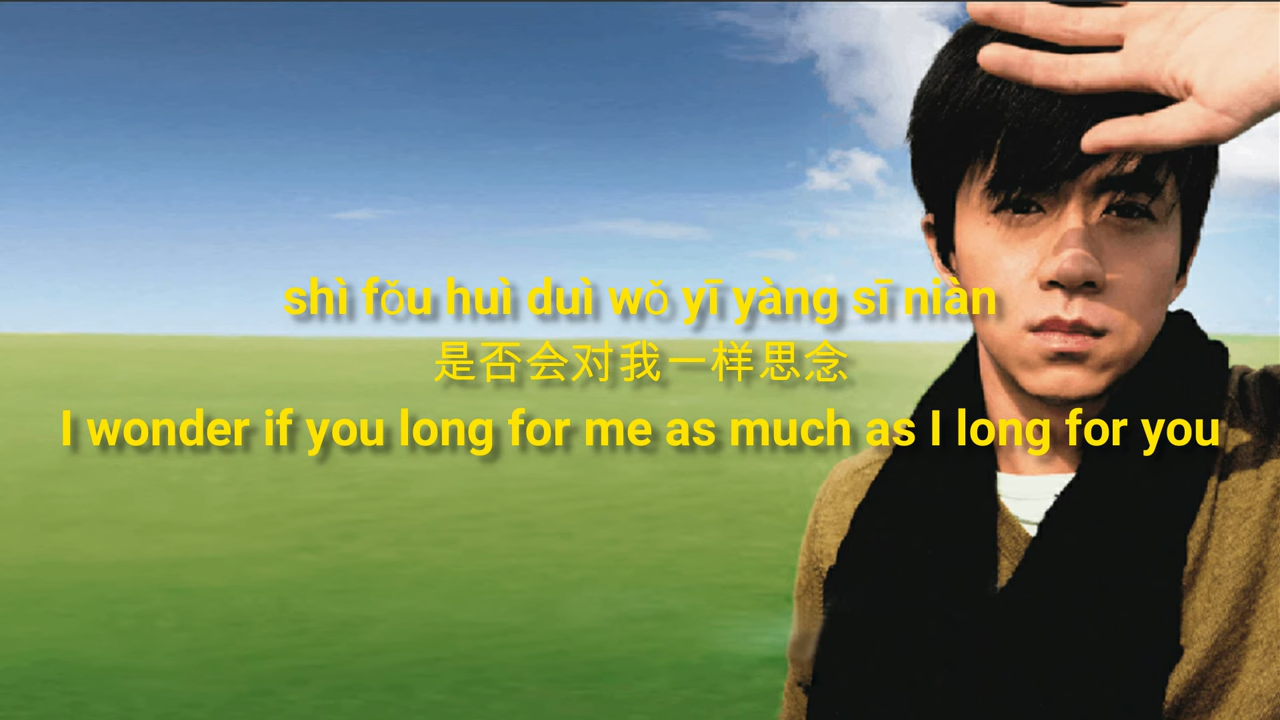 shì fǒu huì duì wǒ yī yàng sī niàn
是否会对我一样思念
I wonder if you long for me as much as I long for you